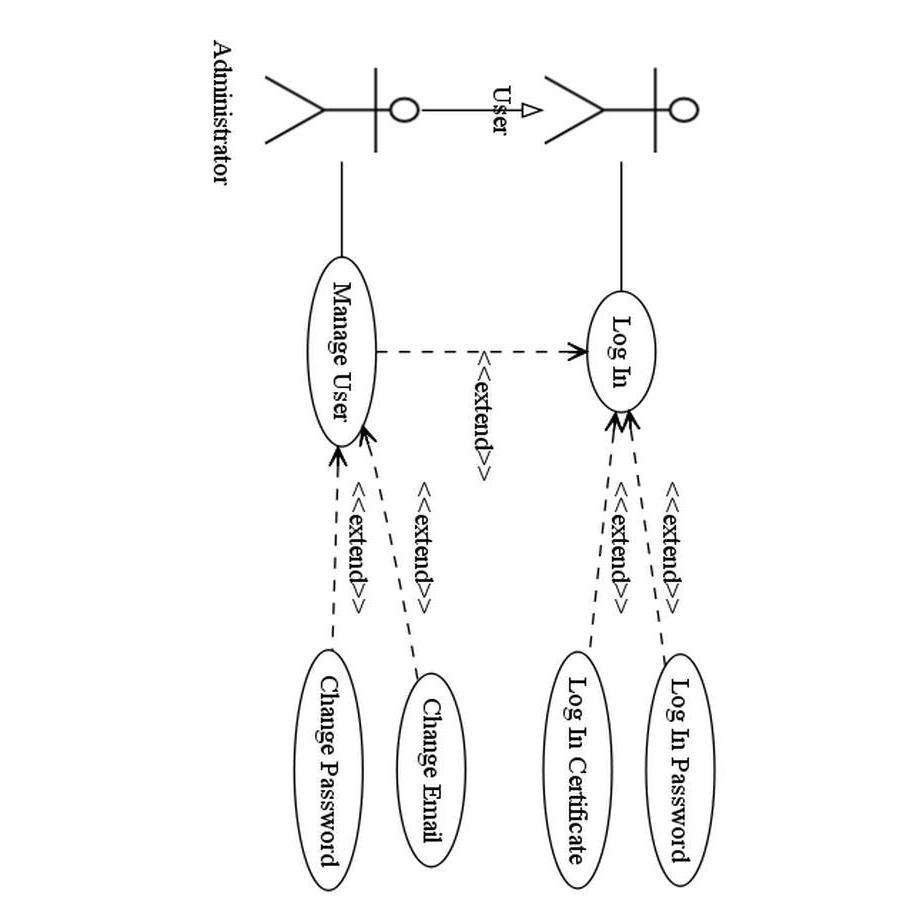 User
Log In
<<extend>>
Log In Password
<<extend>>
Log In Certificate
<<extend>>
Administrator
Manage User
<<extend>>
Change Email
<<extend>>
Change Password